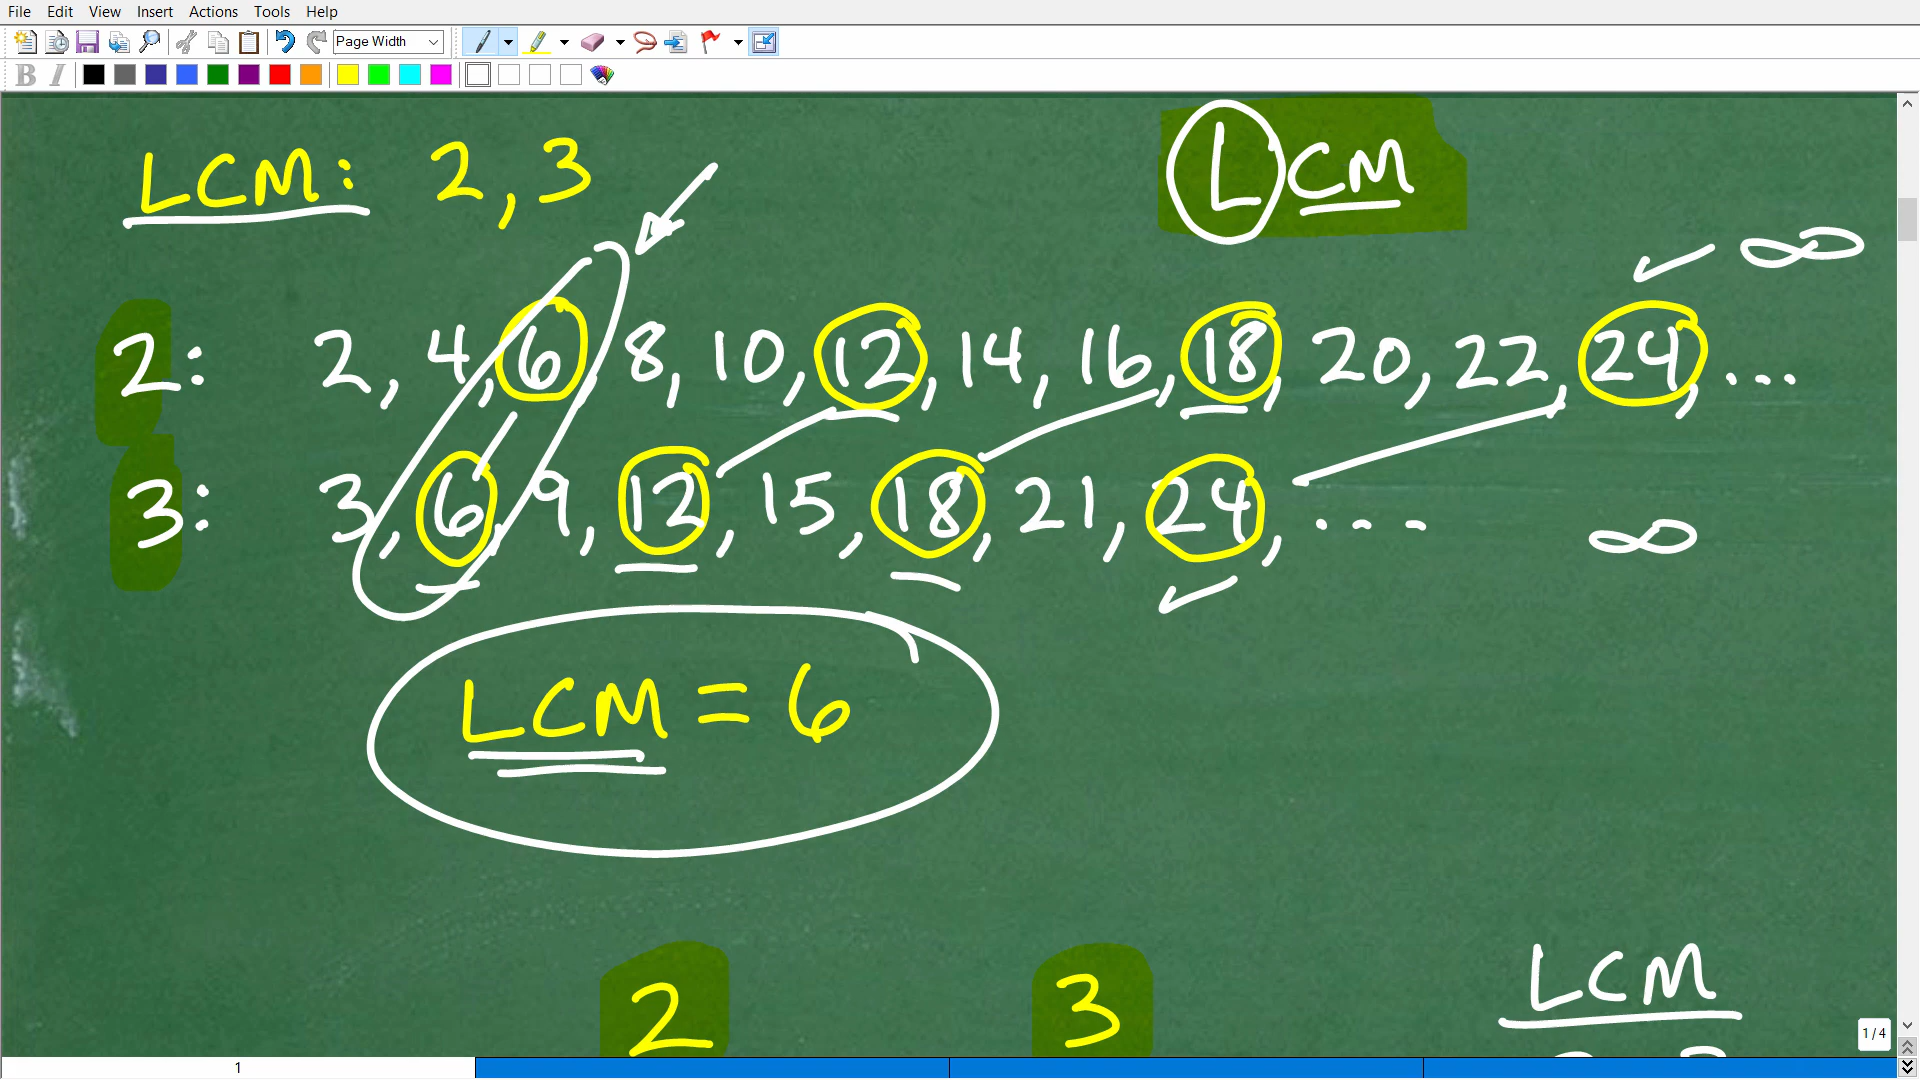 File Edit View Insert Actions Tools Help
Page Width
B I
LCM: 2, 3
LCM
∞
2: 2, 4, 6, 8, 10, 12, 14, 16, 18, 20, 22, 24, ...
3: 3, 6, 9, 12, 15, 18, 21, 24, ...
∞
LCM = 6
2 3
LCM
1 / 4
1